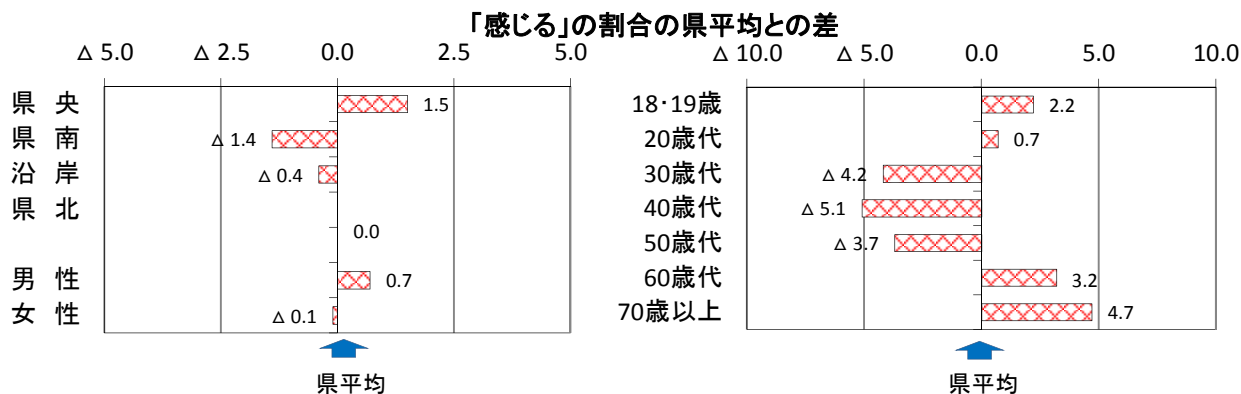 「感じる」の割合の県平均との差
△ 5.0 △ 2.5 0.0 2.5 5.0
県 央 1.5
県 南 △ 1.4
沿 岸 △ 0.4
県 北 0.0
男 性 0.7
女 性 △ 0.1
県平均
△ 10.0 △ 5.0 0.0 5.0 10.0
18･19歳 2.2
20歳代 0.7
30歳代 △ 4.2
40歳代 △ 5.1
50歳代 △ 3.7
60歳代 3.2
70歳以上 4.7
県平均